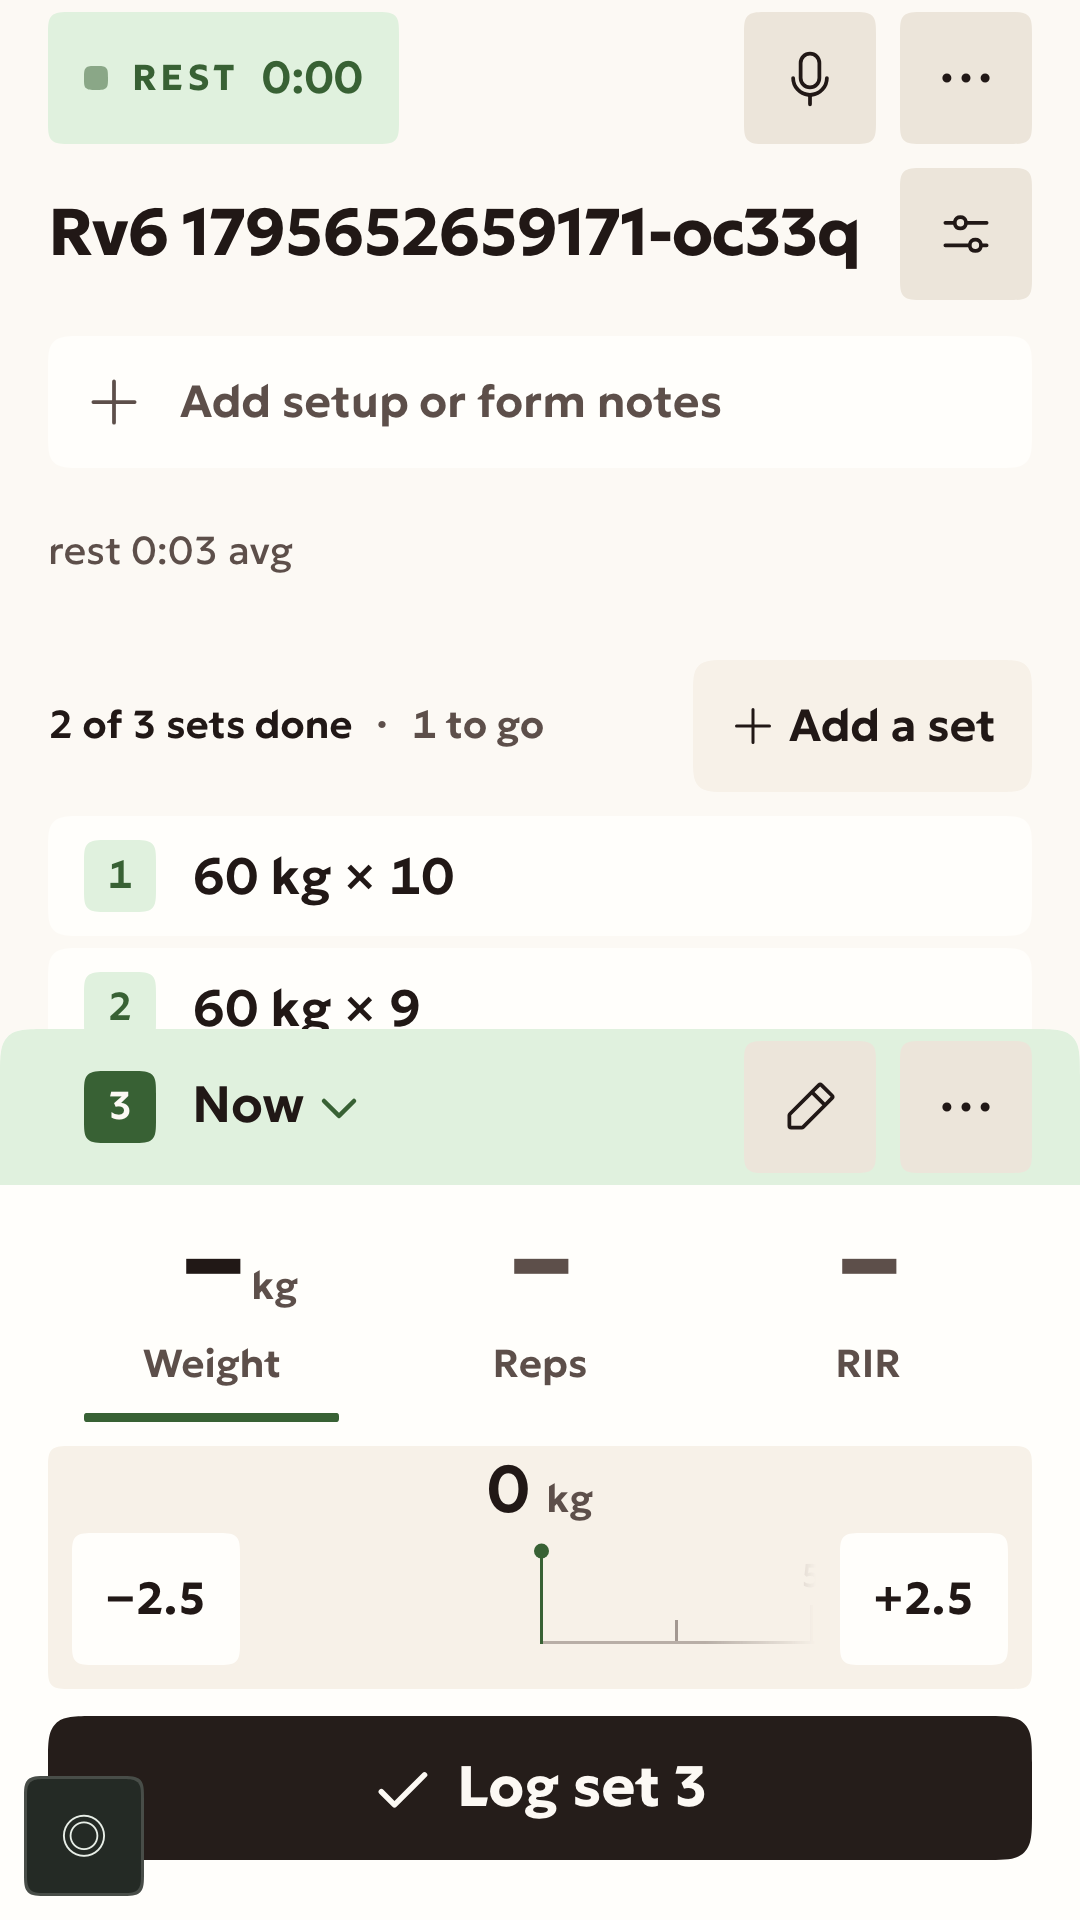 REST 0:00
Rv6 1795652659171-oc33q
Add setup or form notes
rest 0:03 avg
2 of 3 sets done · 1 to go
Add a set
1 60 kg × 10
2 60 kg × 9
3 Now
– kg – –
Weight Reps RIR
0 kg
−2.5 5 +2.5
Log set 3